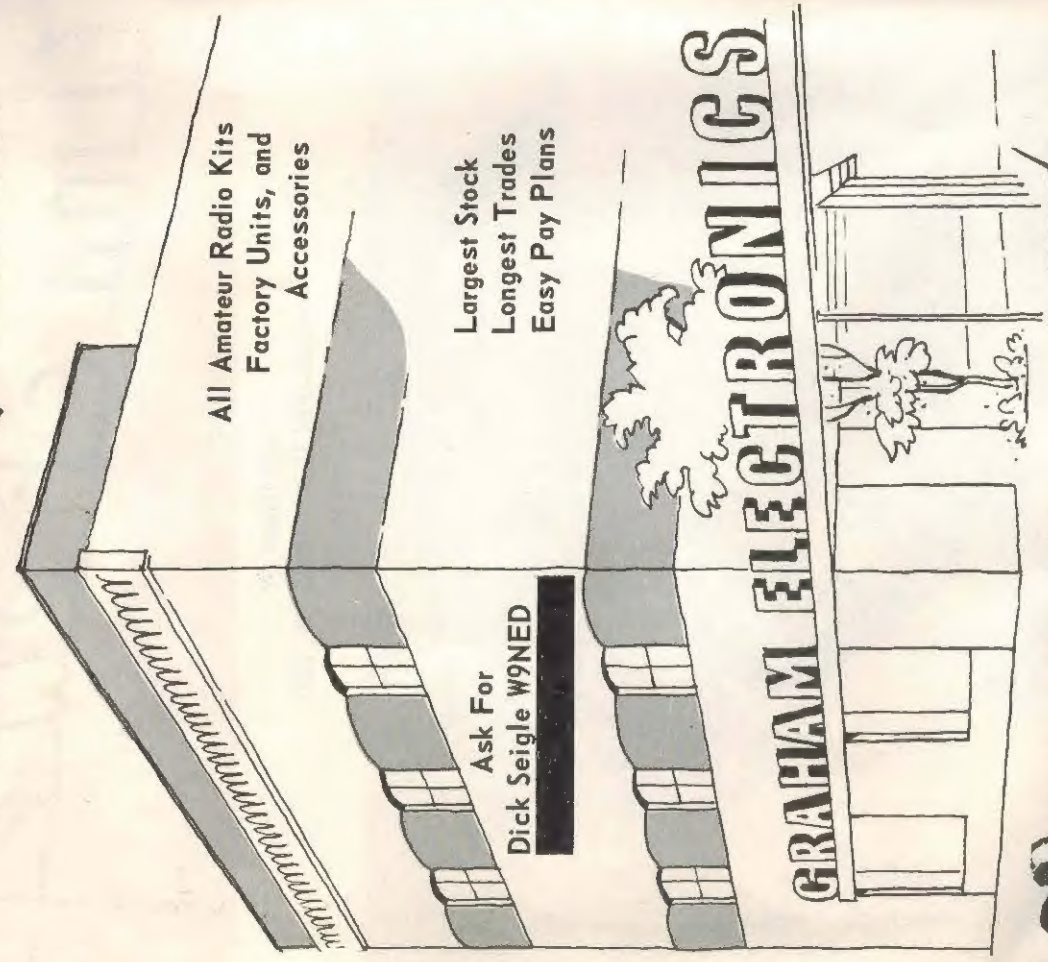 All Amateur Radio Kits
Factory Units, and
Accessories
Largest Stock
Longest Trades
Easy Pay Plans
Ask For
Dick Seigle W9NED
GRAHAM ELECTRONICS